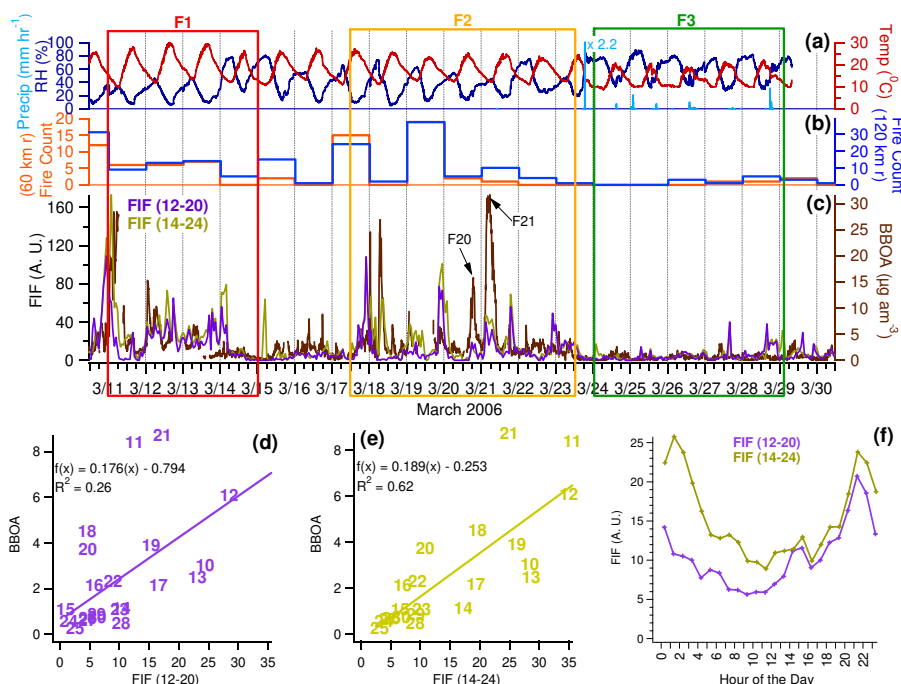 F1
F2
F3
(a)
x 2.2
Precip (mm hr-1)
RH (%)
100
80
60
40
20
0
30
20
10
0
Temp (0C)
(b)
(60 km r)
Fire Count
20
15
10
5
0
30
20
10
0
Fire Count
(120 km r)
(c)
FIF (12-20)
FIF (14-24)
F20
F21
FIF (A. U.)
160
120
80
40
0
30
25
20
15
10
5
0
BBOA
(µg am-3)
3/11 3/12 3/13 3/14 3/15 3/16 3/17 3/18 3/19 3/20 3/21 3/22 3/23 3/24 3/25 3/26 3/27 3/28 3/29 3/30
March 2006
(d)
f(x) = 0.176(x) - 0.794
R2 = 0.26
BBOA
8
6
4
2
0
11
21
12
18
20
19
10
13
16
22
17
15
14
23
24
25
28
0 5 10 15 20 25 30 35
FIF (12-20)
(e)
f(x) = 0.189(x) - 0.253
R2 = 0.62
BBOA
8
6
4
2
0
21
11
12
18
19
20
10
13
16
22
17
14
23
28
25
0 5 10 15 20 25 30 35
FIF (14-24)
(f)
FIF (12-20)
FIF (14-24)
FIF (A. U.)
25
20
15
10
5
0
0 2 4 6 8 10 12 14 16 18 20 22
Hour of the Day